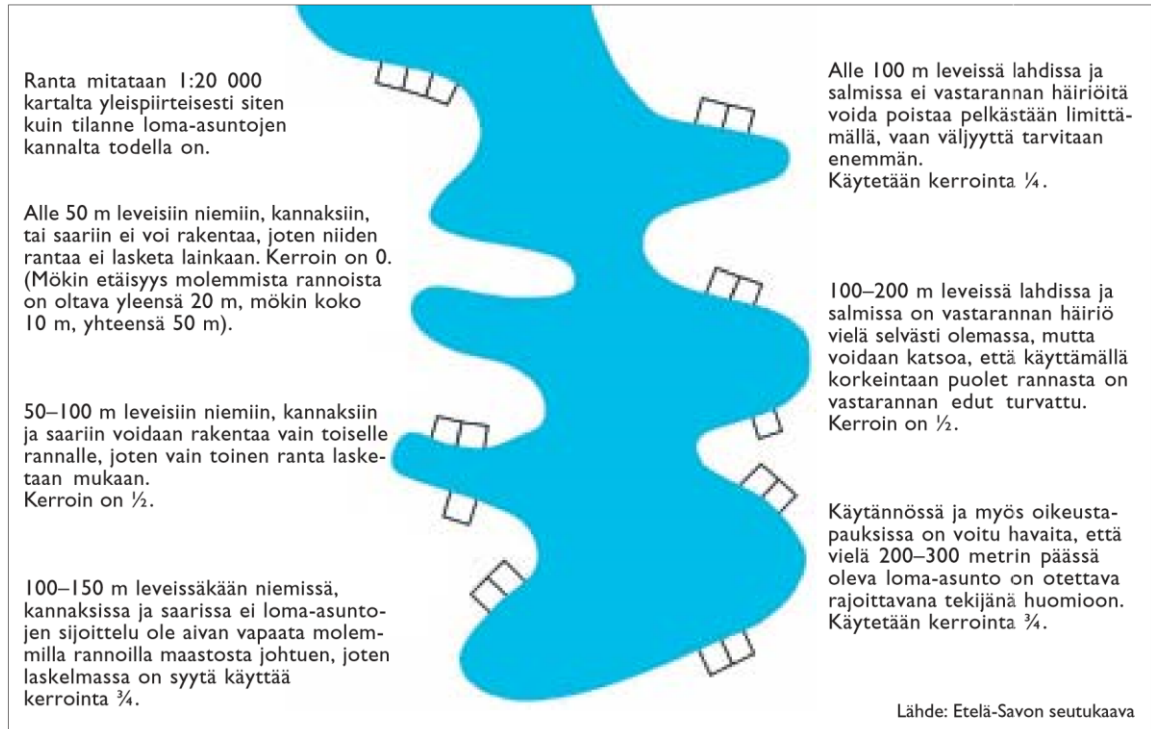 Ranta mitataan 1:20 000
kartalta yleispiirteisesti siten
kuin tilanne loma-asuntojen
kannalta todella on.
Alle 50 m leveisiin niemiin, kannaksiin,
tai saariin ei voi rakentaa, joten niiden
rantaa ei lasketa lainkaan. Kerroin on 0.
(Mökin etäisyys molemmista rannoista
on oltava yleensä 20 m, mökin koko
10 m, yhteensä 50 m).
50–100 m leveisiin niemiin, kannaksiin
ja saariin voidaan rakentaa vain toiselle
rannalle, joten vain toinen ranta laske-
taan mukaan.
Kerroin on ½.
100–150 m leveissäkään niemissä,
kannaksissa ja saarissa ei loma-asunto-
jen sijoittelu ole aivan vapaata molem-
milla rannoilla maastosta johtuen, joten
laskelmassa on syytä käyttää
kerrointa ¾.
Alle 100 m leveissä lahdissa ja
salmissa ei vastarannan häiriöitä
voida poistaa pelkästään limittä-
mällä, vaan väljyyttä tarvitaan
enemmän.
Käytetään kerrointa ¼.
100–200 m leveissä lahdissa ja
salmissa on vastarannan häiriö
vielä selvästi olemassa, mutta
voidaan katsoa, että käyttämällä
korkeintaan puolet rannasta on
vastarannan edut turvattu.
Kerroin on ½.
Käytännössä ja myös oikeusta-
pauksissa on voitu havaita, että
vielä 200–300 metrin päässä
oleva loma-asunto on otettava
rajoittavana tekijänä huomioon.
Käytetään kerrointa ¾.
Lähde: Etelä-Savon seutukaava